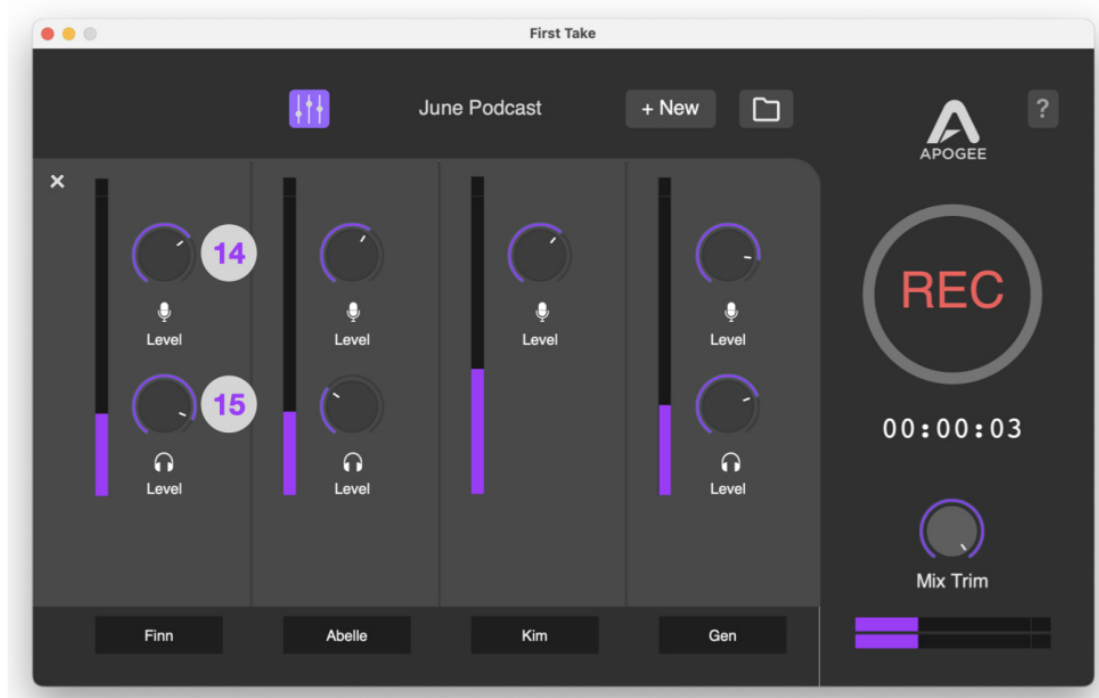 First Take
June Podcast
+ New
?
APOGEE
14
Level
Level
Level
Level
REC
15
Level
Level
Level
00:00:03
Mix Trim
Finn
Abelle
Kim
Gen